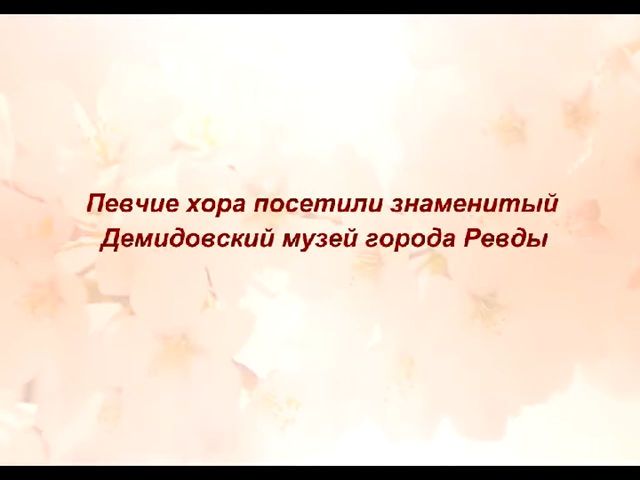 Певчие хора посетили знаменитый
Демидовский музей города Ревды